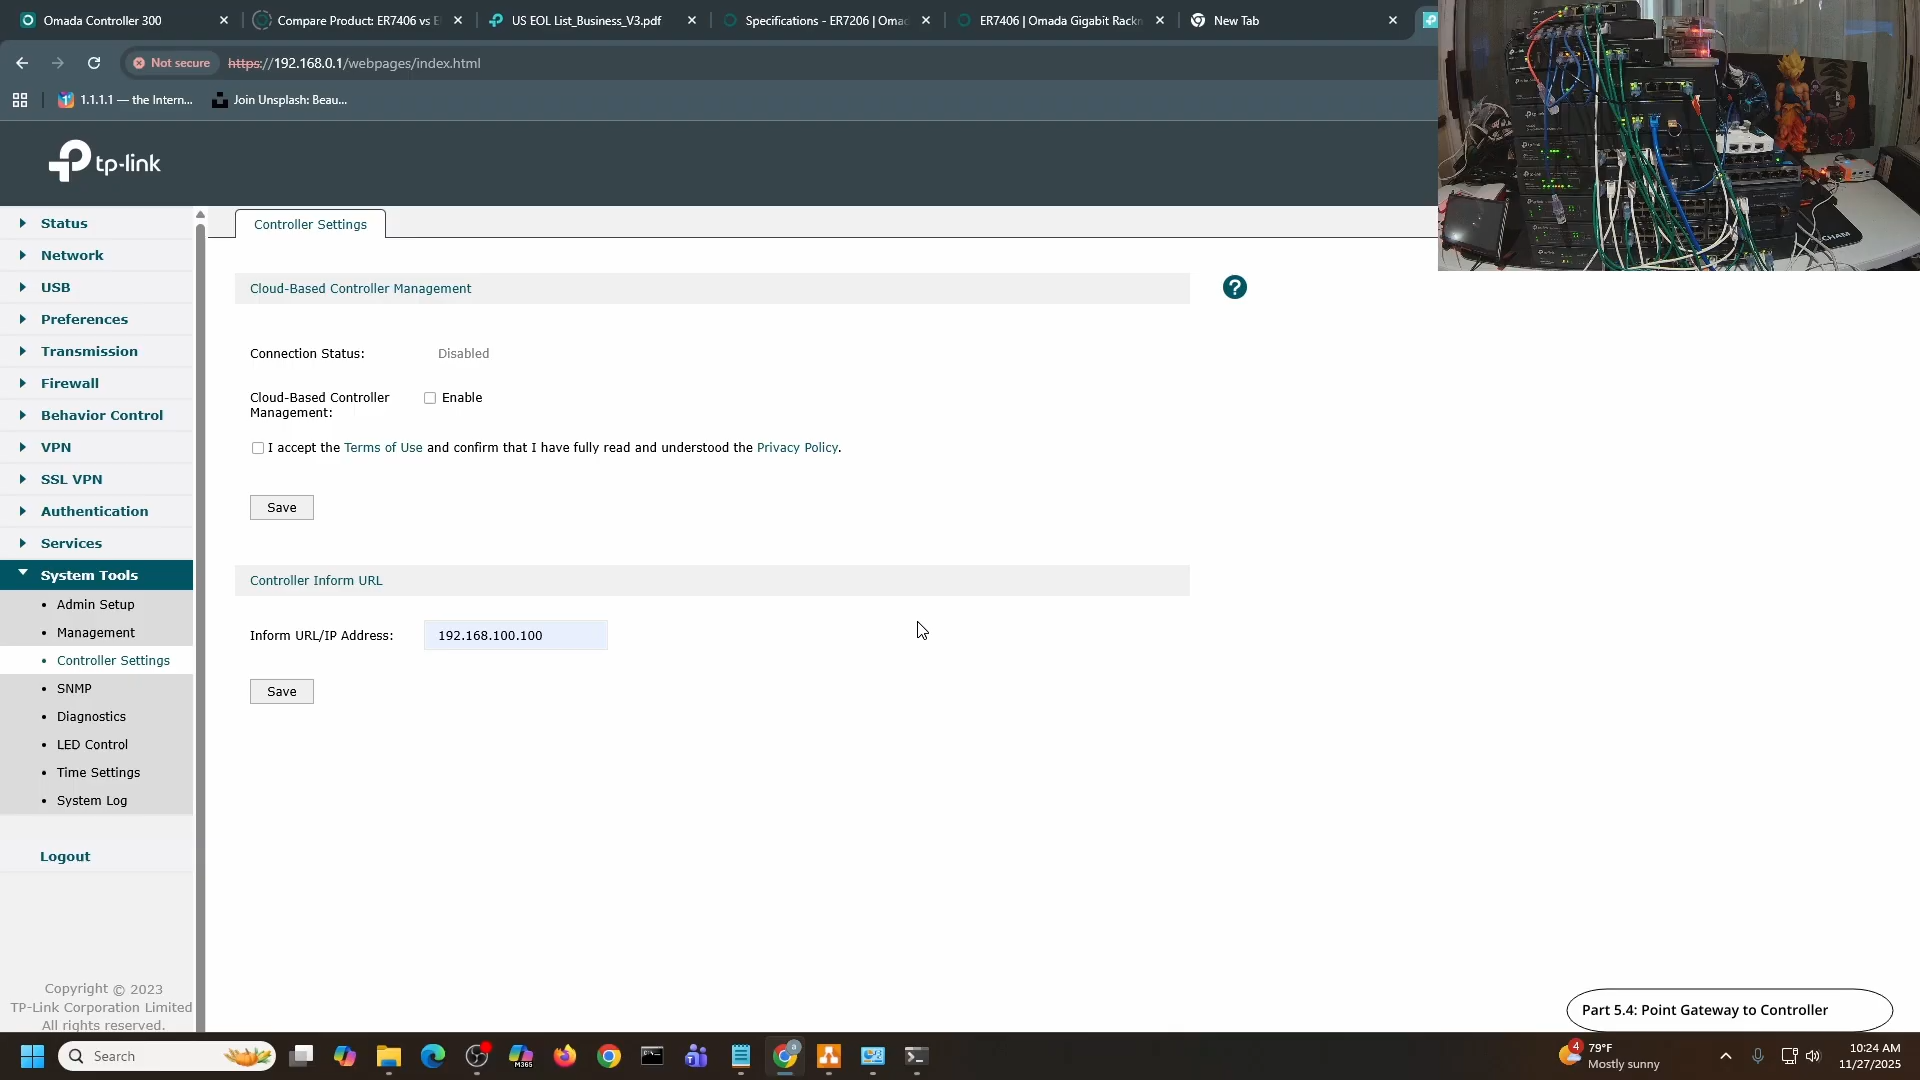 Omada Controller 300
Compare Product: ER7406 vs E
US EOL List_Business_V3.pdf
Specifications - ER7206 | Omac
ER7406 | Omada Gigabit Rackm
New Tab
Not secure
https://192.168.0.1/webpages/index.html
1.1.1.1 — the Intern...
Join Unsplash: Beau...
tp-link
Status
Network
USB
Preferences
Transmission
Firewall
Behavior Control
VPN
SSL VPN
Authentication
Services
System Tools
Admin Setup
Management
Controller Settings
SNMP
Diagnostics
LED Control
Time Settings
System Log
Logout
Copyright © 2023
TP-Link Corporation Limited
All rights reserved.
Controller Settings
Cloud-Based Controller Management
?
Connection Status: Disabled
Cloud-Based Controller Management: Enable
I accept the Terms of Use and confirm that I have fully read and understood the Privacy Policy.
Save
Controller Inform URL
Inform URL/IP Address: 192.168.100.100
Save
Part 5.4: Point Gateway to Controller
Search
M365
4
79°F
Mostly sunny
10:24 AM
11/27/2025